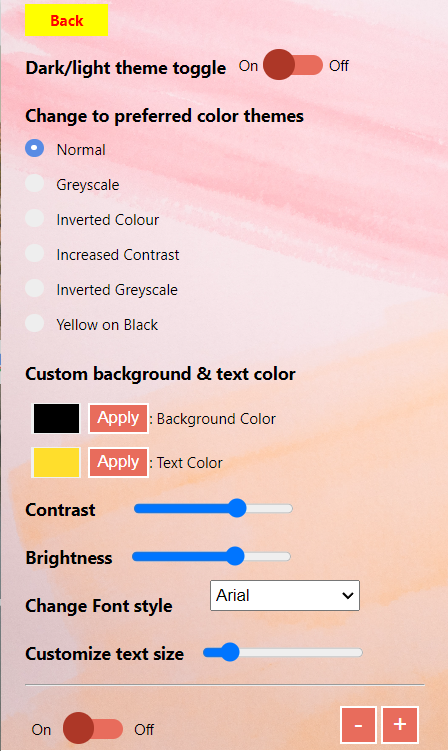 Back
Dark/light theme toggle On Off
Change to preferred color themes
Normal
Greyscale
Inverted Colour
Increased Contrast
Inverted Greyscale
Yellow on Black
Custom background & text color
Apply : Background Color
Apply : Text Color
Contrast
Brightness
Change Font style Arial
Customize text size
On Off - +